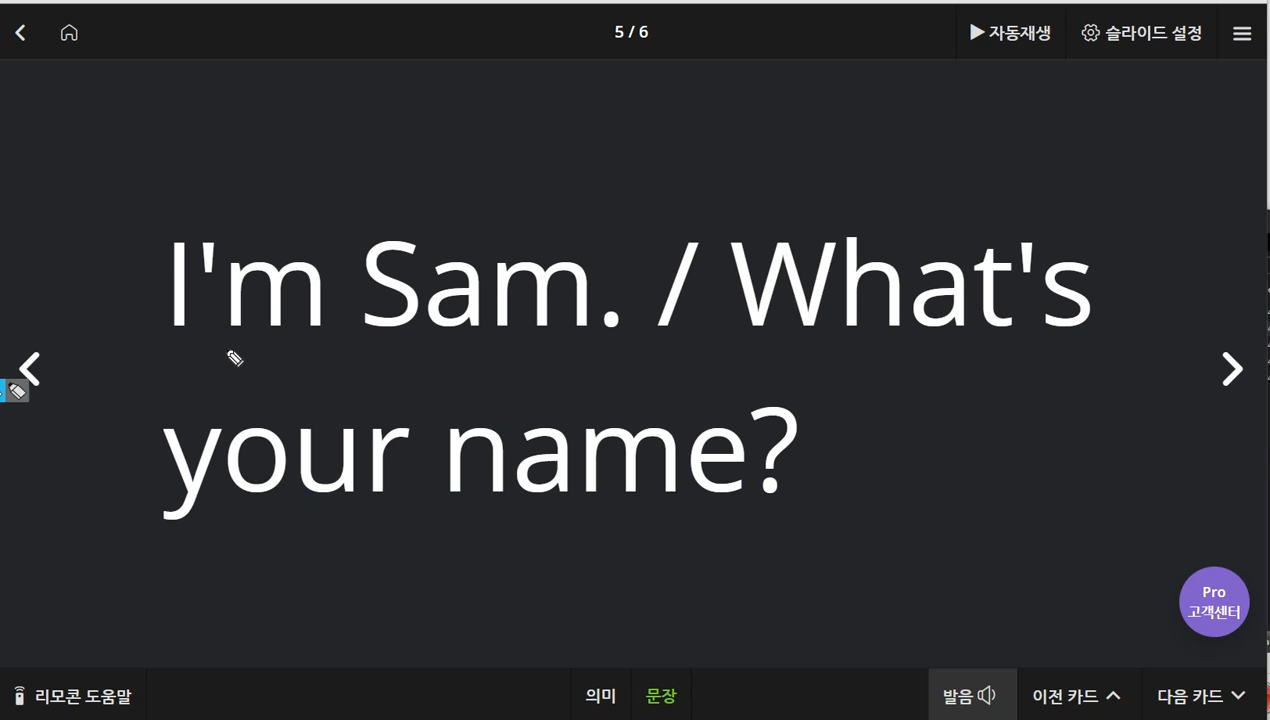 5 / 6
자동재생
슬라이드 설정
I'm Sam. / What's
your name?
Pro
고객센터
리모콘 도움말
의미
문장
발음
이전 카드
다음 카드